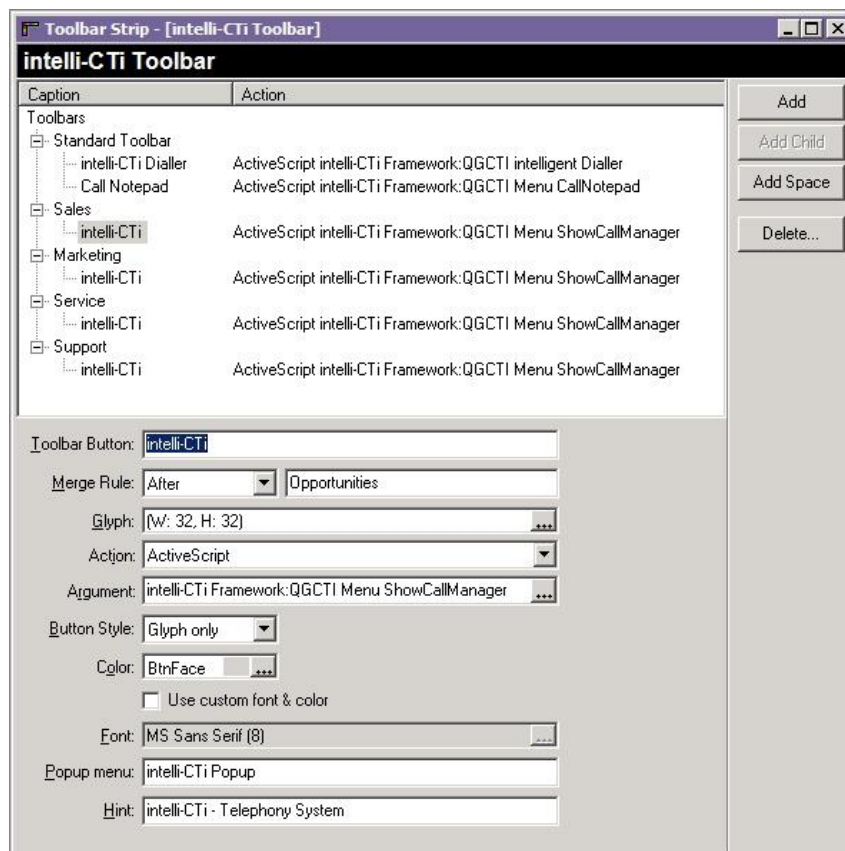 Toolbar Strip - [intelli-CTi Toolbar]
intelli-CTi Toolbar
Caption Action
Toolbars
Standard Toolbar
intelli-CTi Dialler ActiveScript intelli-CTi Framework:QGCTI intelligent Dialler
Call Notepad ActiveScript intelli-CTi Framework:QGCTI Menu CallNotepad
Sales
intelli-CTi ActiveScript intelli-CTi Framework:QGCTI Menu ShowCallManager
Marketing
intelli-CTi ActiveScript intelli-CTi Framework:QGCTI Menu ShowCallManager
Service
intelli-CTi ActiveScript intelli-CTi Framework:QGCTI Menu ShowCallManager
Support
intelli-CTi ActiveScript intelli-CTi Framework:QGCTI Menu ShowCallManager
Add
Add Child
Add Space
Delete...
Toolbar Button: intelli-CTi
Merge Rule: After Opportunities
Glyph: (W: 32, H: 32) ...
Action: ActiveScript
Argument: intelli-CTi Framework:QGCTI Menu ShowCallManager ...
Button Style: Glyph only
Color: BtnFace ...
Use custom font & color
Font: MS Sans Serif (8) ...
Popup menu: intelli-CTi Popup
Hint: intelli-CTi - Telephony System